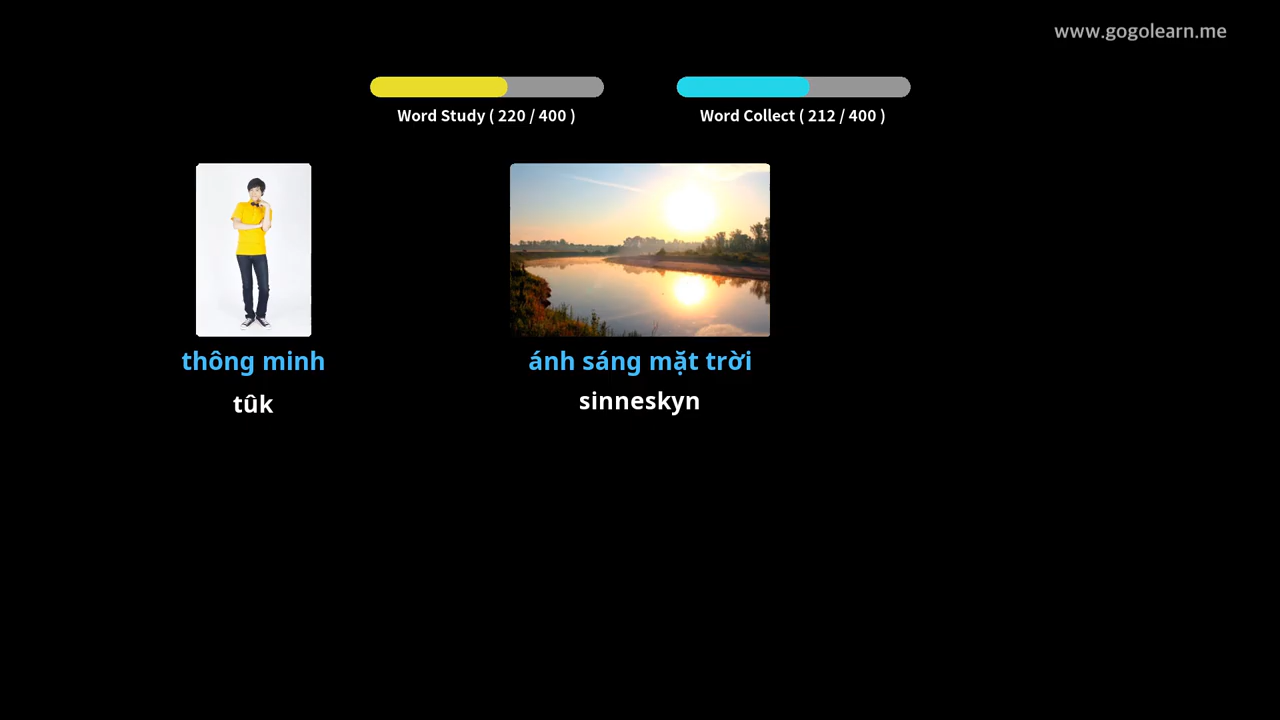 www.gogolearn.me
Word Study ( 220 / 400 )
Word Collect ( 212 / 400 )
thông minh
tûk
ánh sáng mặt trời
sinneskyn